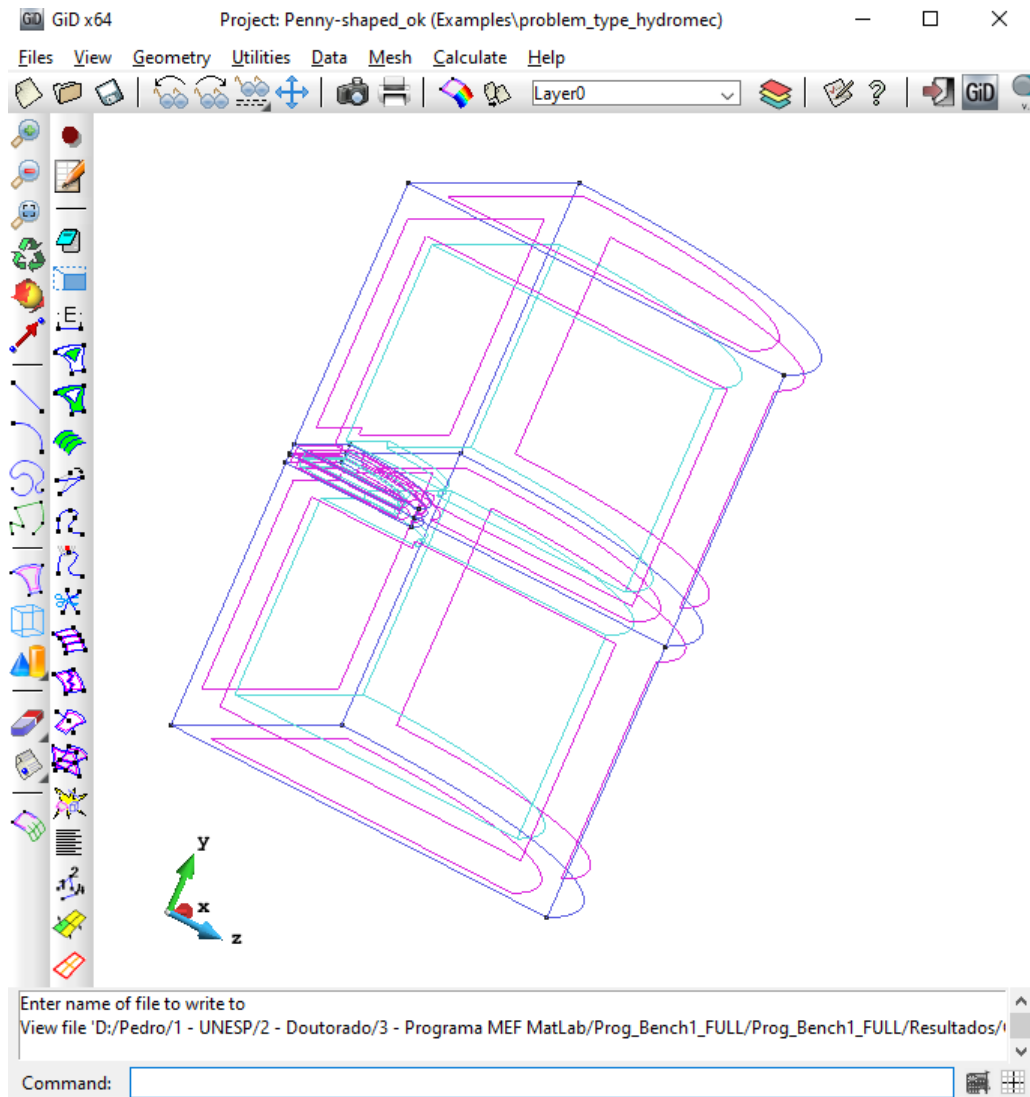 GiD GiD x64 Project: Penny-shaped_ok (Examples\problem_type_hydromec)
Files View Geometry Utilities Data Mesh Calculate Help
Layer0 ? GiD
E
y
x
z
Enter name of file to write to
View file 'D:/Pedro/1 - UNESP/2 - Doutorado/3 - Programa MEF MatLab/Prog_Bench1_FULL/Prog_Bench1_FULL/Resultados/
Command: